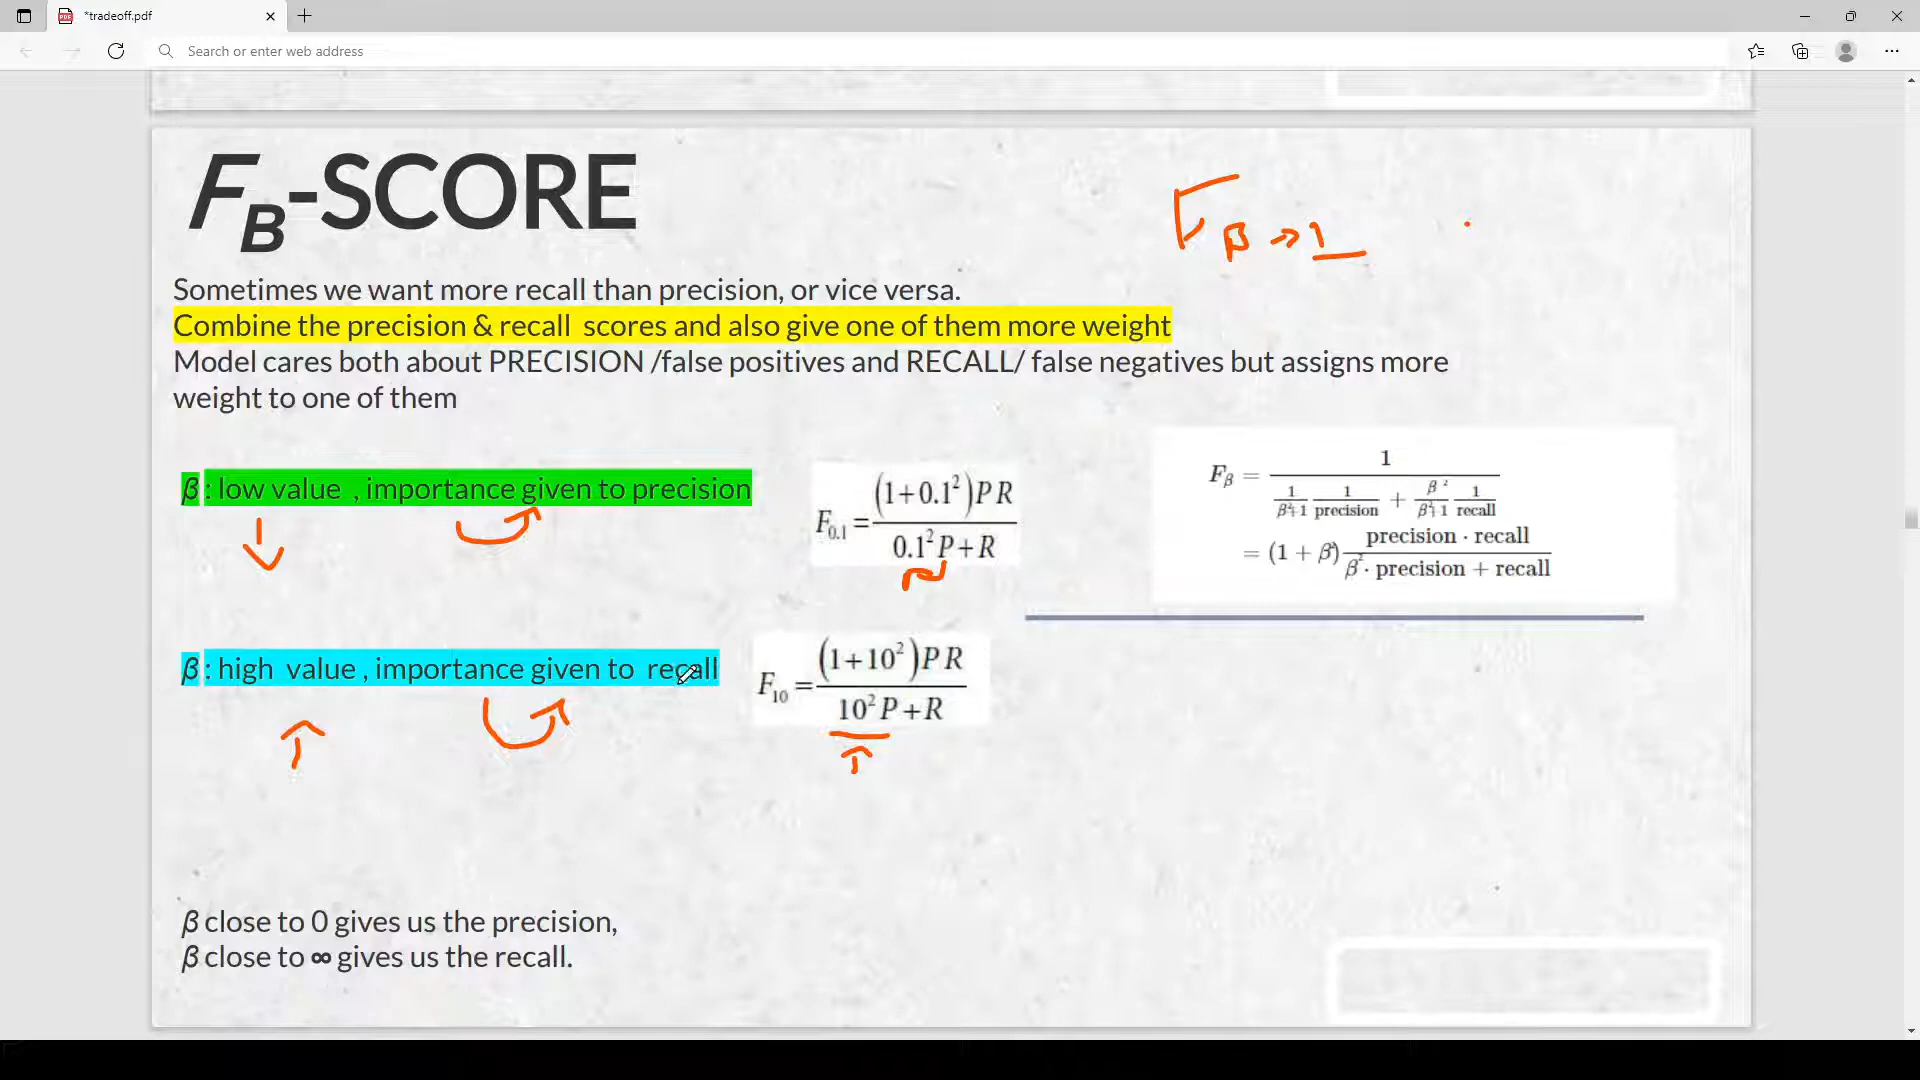 *tradeoff.pdf
Search or enter web address
F_B-SCORE
F β → 1
Sometimes we want more recall than precision, or vice versa.
Combine the precision & recall scores and also give one of them more weight
Model cares both about PRECISION /false positives and RECALL/ false negatives but assigns more
weight to one of them
β : low value , importance given to precision
F_{0.1} = (1+0.1²)PR / 0.1²P+R
F_β = 1 / (1/(β²+1) 1/precision + β²/(β²+1) 1/recall)
= (1 + β²) precision · recall / β² · precision + recall
β : high value , importance given to recall
F_{10} = (1+10²)PR / 10²P+R
β close to 0 gives us the precision,
β close to ∞ gives us the recall.